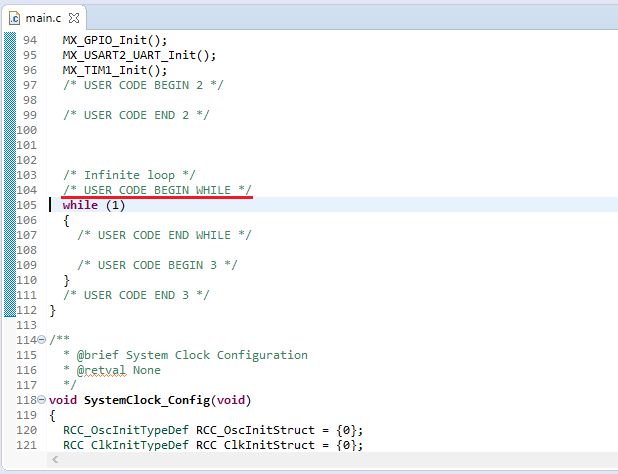 main.c
94 MX_GPIO_Init();
95 MX_USART2_UART_Init();
96 MX_TIM1_Init();
97 /* USER CODE BEGIN 2 */
98
99 /* USER CODE END 2 */
100
101
102
103 /* Infinite loop */
104 /* USER CODE BEGIN WHILE */
105 while (1)
106 {
107 /* USER CODE END WHILE */
108
109 /* USER CODE BEGIN 3 */
110 }
111 /* USER CODE END 3 */
112 }
113
114 /**
115 * @brief System Clock Configuration
116 * @retval None
117 */
118 void SystemClock_Config(void)
119 {
120 RCC_OscInitTypeDef RCC_OscInitStruct = {0};
121 RCC_ClkInitTypeDef RCC_ClkInitStruct = {0};